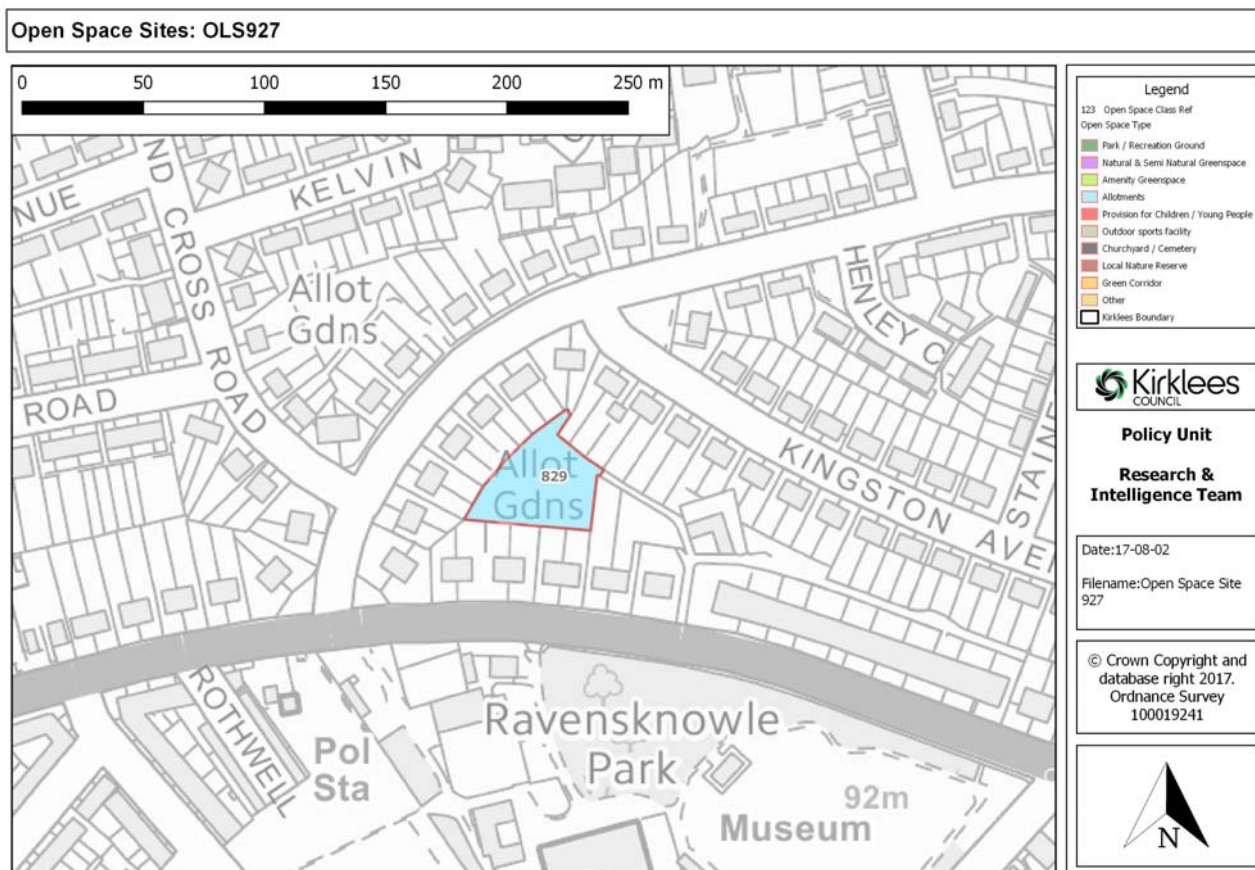 Open Space Sites: OLS927
0 50 100 150 200 250 m
ND CROSS ROAD
KELVIN
NUE
Allot
Gdns
HENLEY C
ROAD
Allot
829
Gdns
KINGSTON AVE
STAINE
ROTHWELL
Pol
Sta
Ravensknowle
Park
92m
Museum
Legend
123 Open Space Class Ref
Open Space Type
Park / Recreation Ground
Natural & Semi Natural Greenspace
Amenity Greenspace
Allotments
Provision for Children / Young People
Outdoor sports facility
Churchyard / Cemetery
Local Nature Reserve
Green Corridor
Other
Kirklees Boundary
Kirklees
COUNCIL
Policy Unit
Research &
Intelligence Team
Date:17-08-02
Filename:Open Space Site
927
© Crown Copyright and
database right 2017.
Ordnance Survey
100019241
N